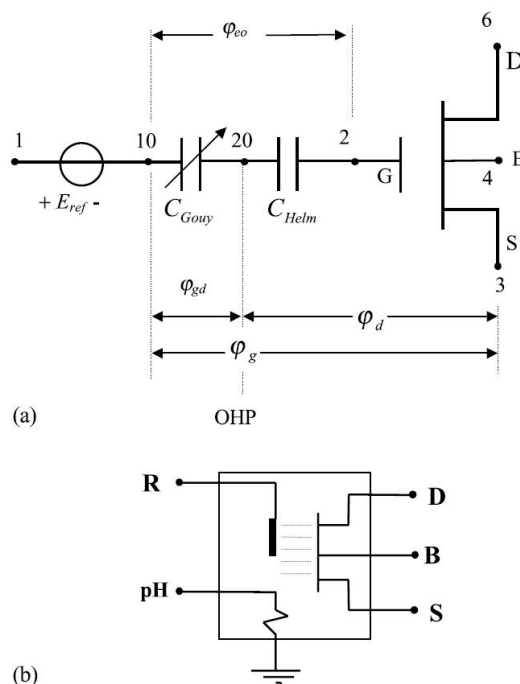 φeo
6
D
1
10
20
2
B
4
G
+ Eref -
CGouy
CHelm
S
3
φgd
φd
φg
(a)
OHP
R
D
B
pH
S
(b)